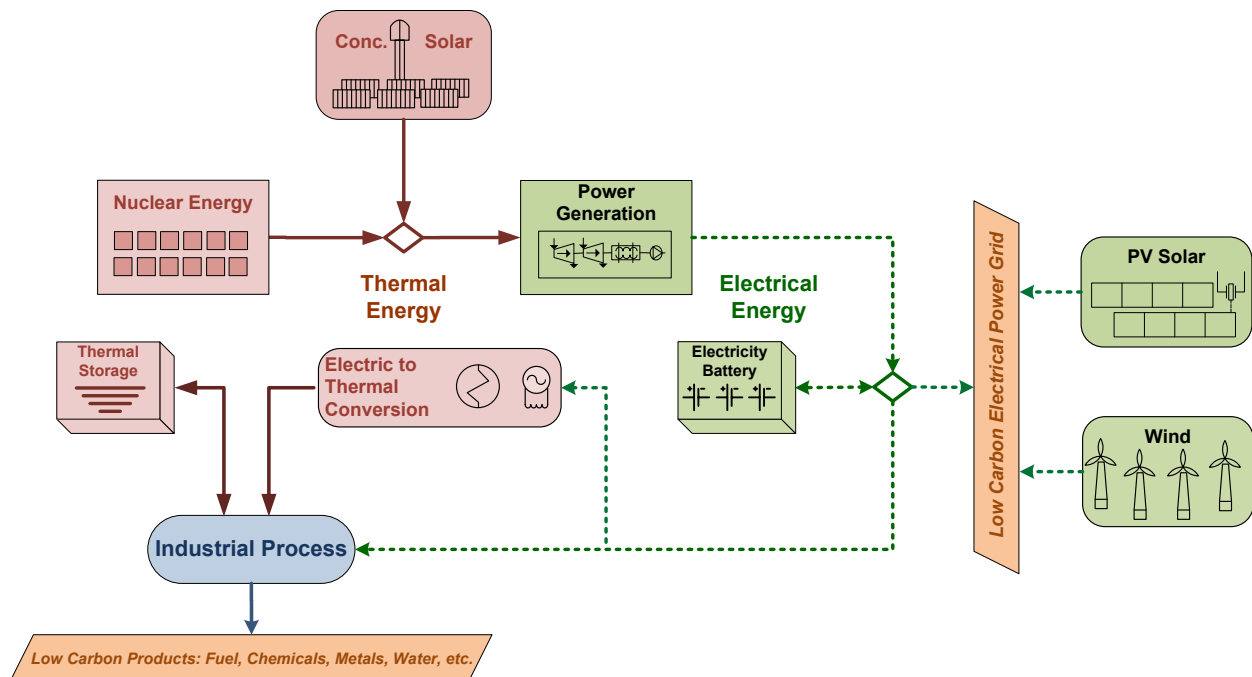 Conc. Solar
Nuclear Energy
Power
Generation
Thermal
Energy
Electrical
Energy
Low Carbon Electrical Power Grid
PV Solar
Thermal
Storage
Electric to
Thermal
Conversion
Electricity
Battery
Wind
Industrial Process
Low Carbon Products: Fuel, Chemicals, Metals, Water, etc.